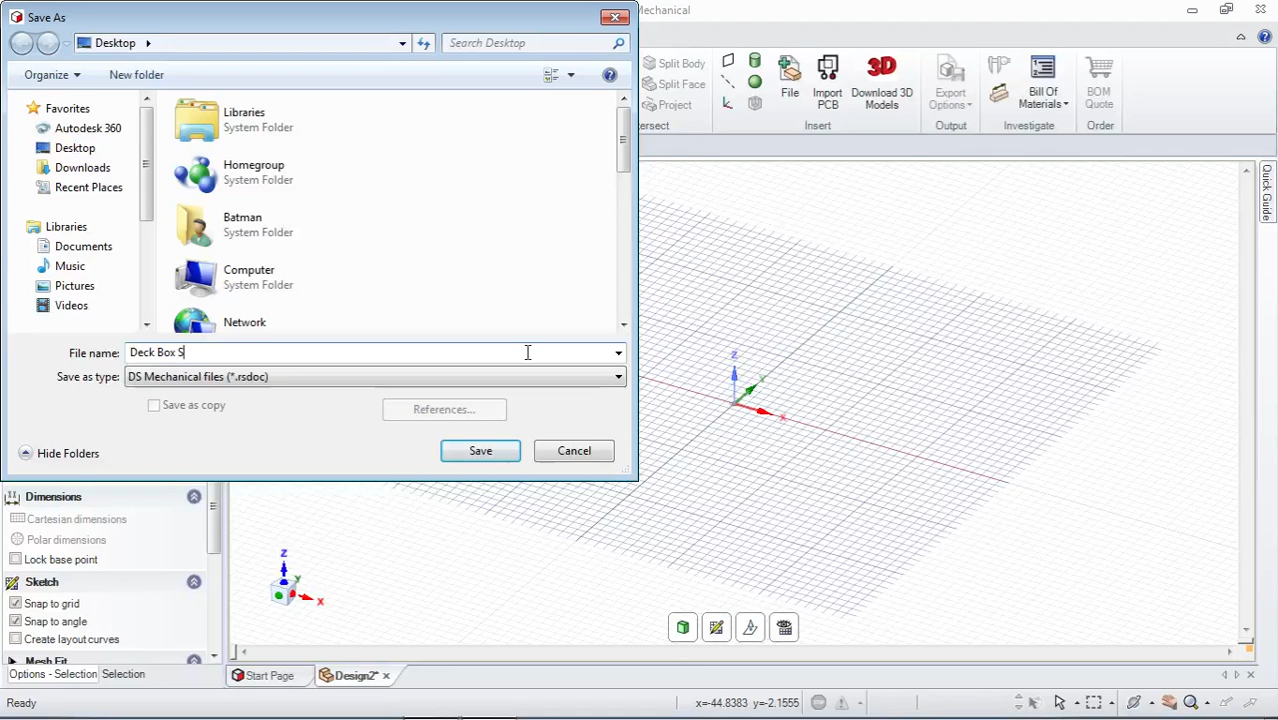 Save As
Mechanical
Desktop
Search Desktop
Organize
New folder
Favorites
Autodesk 360
Desktop
Downloads
Recent Places
Libraries
Documents
Music
Pictures
Videos
Libraries
System Folder
Homegroup
System Folder
Batman
System Folder
Computer
System Folder
Network
File name:
Deck Box S
Save as type:
DS Mechanical files (*.rsdoc)
Save as copy
References...
Hide Folders
Save
Cancel
Split Body
Split Face
Project
File
Import
PCB
3D
Download 3D
Models
Insert
Export
Options
Output
Bill Of
Materials
Investigate
BOM
Quote
Order
Quick Guide
Z
Y
X
Dimensions
Cartesian dimensions
Polar dimensions
Lock base point
Sketch
Snap to grid
Snap to angle
Create layout curves
Mesh Fit
Options - Selection
Selection
Z
Y
X
Start Page
Design2*
Ready
x=-44.8383 y=-2.1555